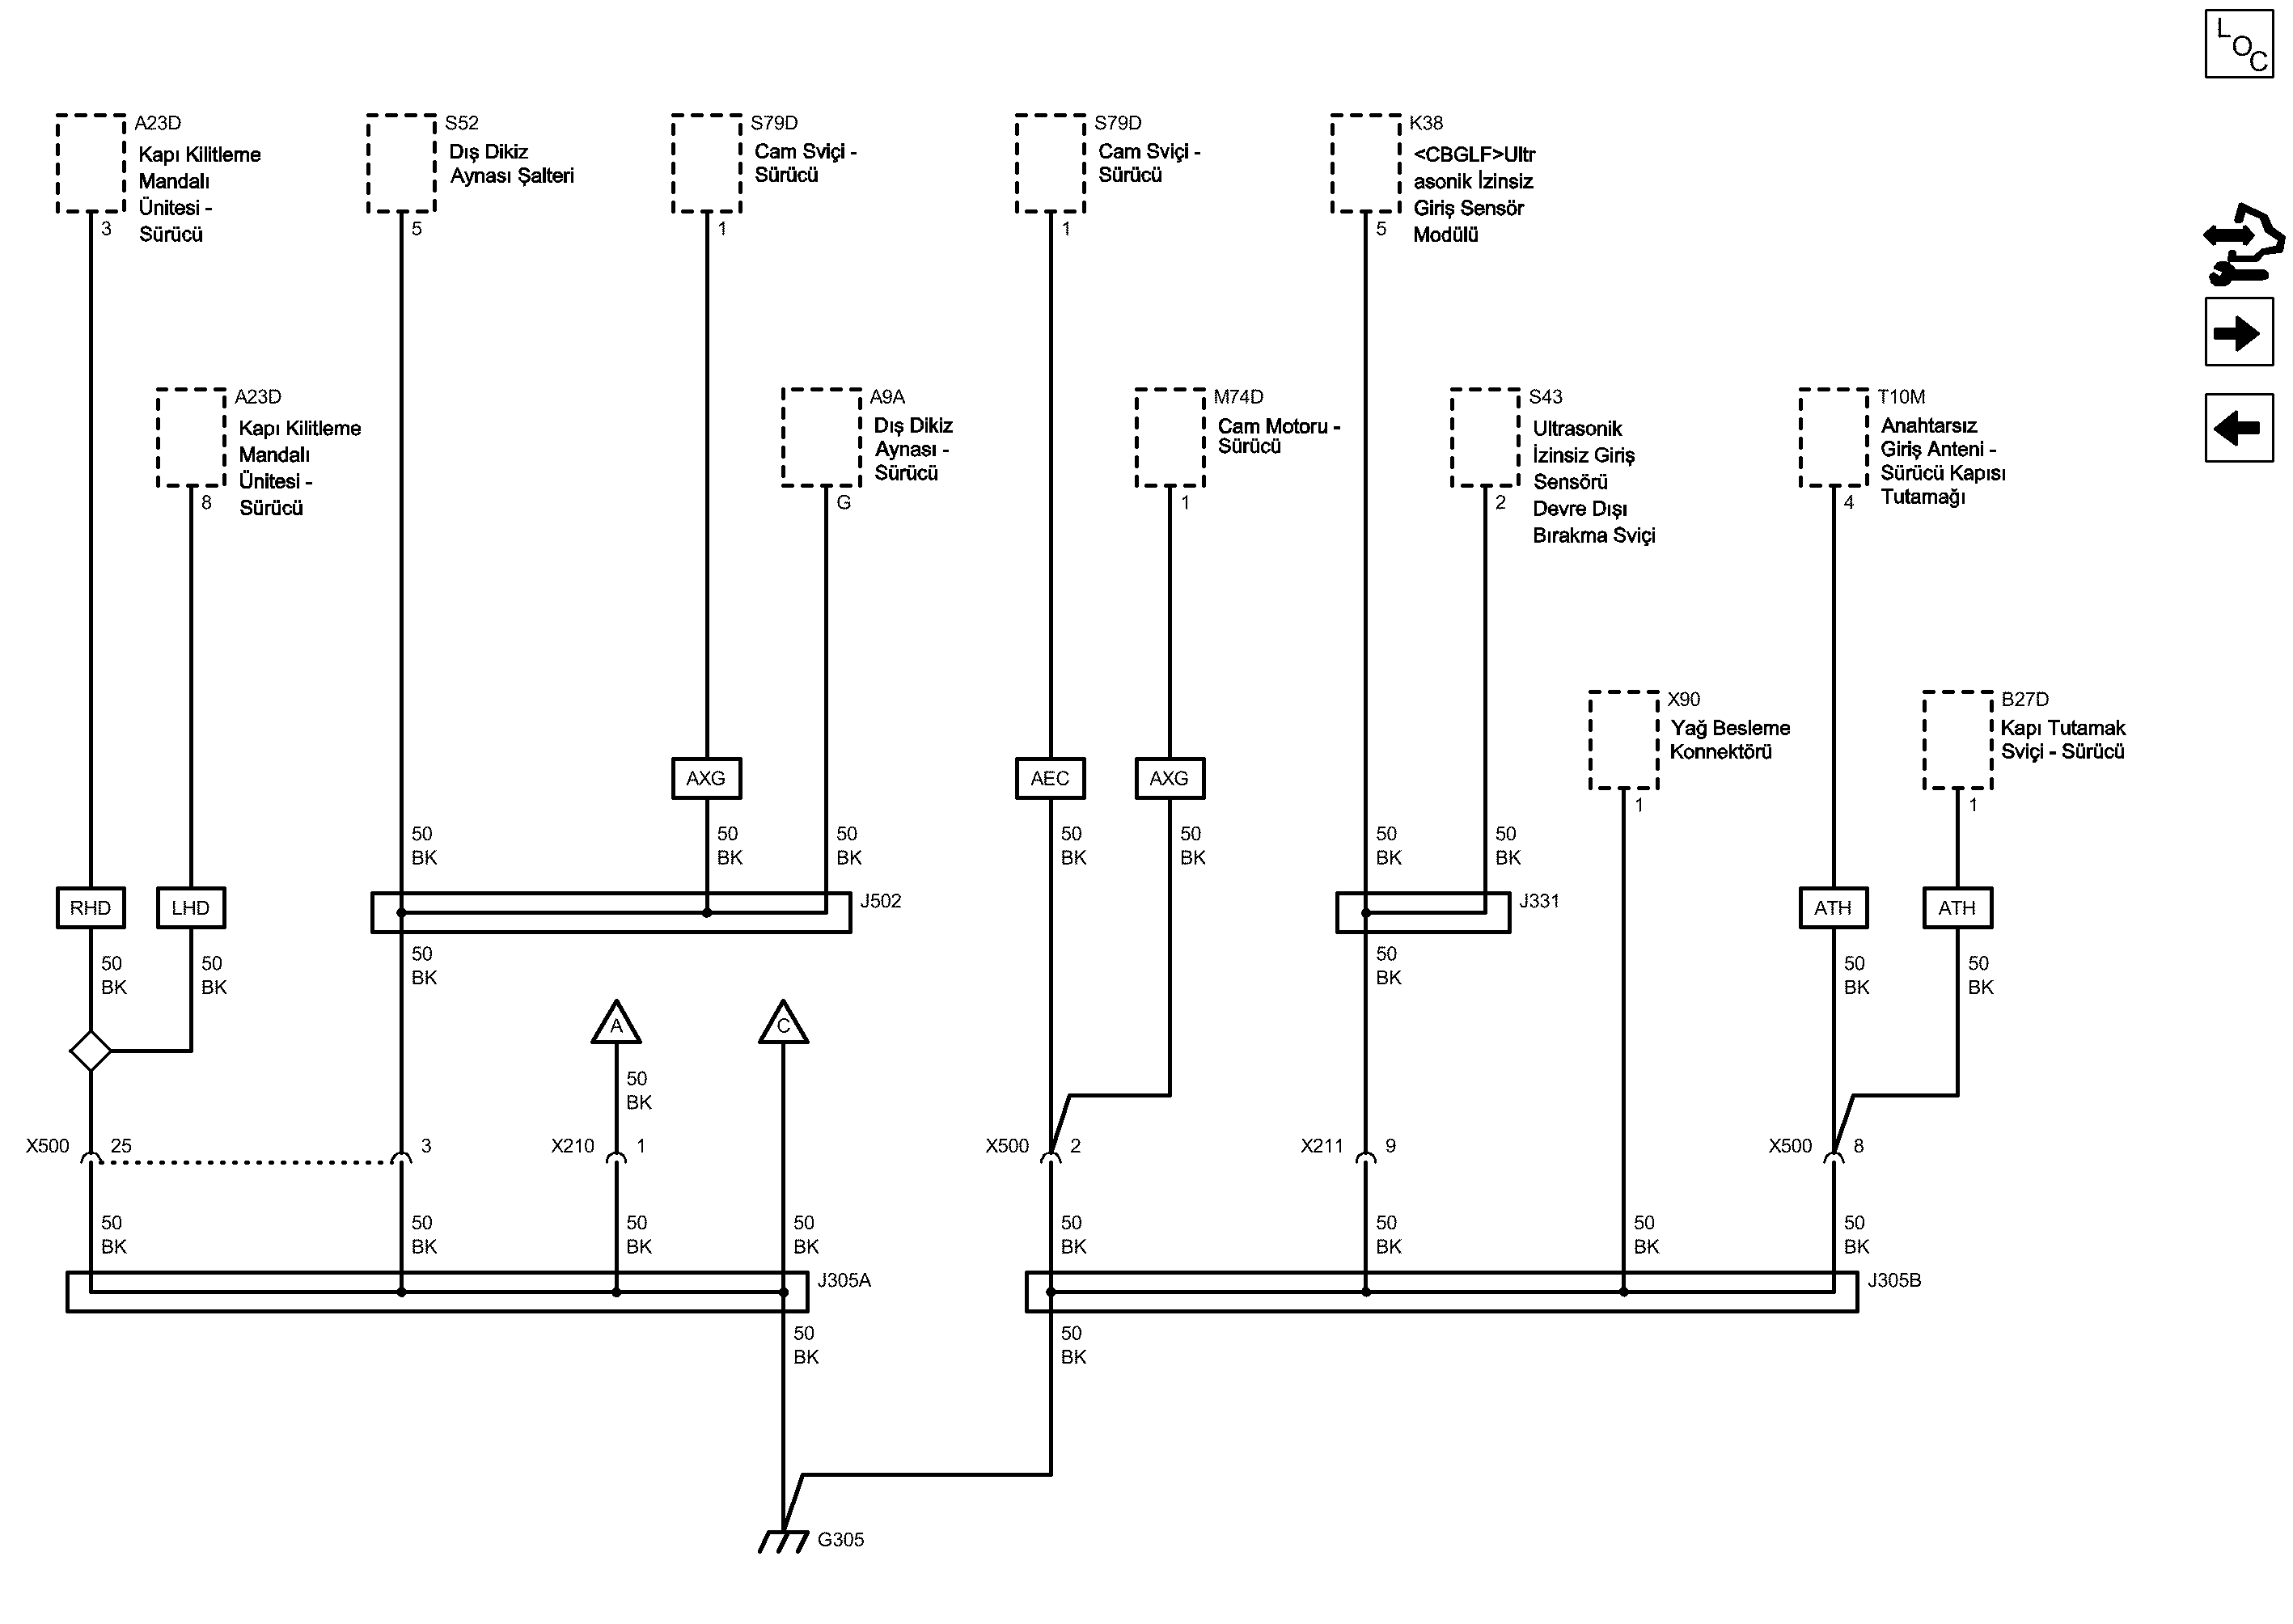 LOC
A23D
Kapı Kilitleme
Mandalı
Ünitesi -
Sürücü
3
S52
Dış Dikiz
Aynası Şalteri
5
S79D
Cam Sviçi -
Sürücü
1
S79D
Cam Sviçi -
Sürücü
1
K38
<CBGLF>Ultr
asonik İzinsiz
Giriş Sensör
Modülü
5
A23D
Kapı Kilitleme
Mandalı
Ünitesi -
Sürücü
8
A9A
Dış Dikiz
Aynası -
Sürücü
G
M74D
Cam Motoru -
Sürücü
1
S43
Ultrasonik
İzinsiz Giriş
Sensörü
Devre Dışı
Bırakma Sviçi
2
T10M
Anahtarsız
Giriş Anteni -
Sürücü Kapısı
Tutamağı
4
X90
Yağ Besleme
Konnektörü
1
B27D
Kapı Tutamak
Sviçi - Sürücü
1
AXG
AEC
AXG
50
BK
50
BK
50
BK
50
BK
50
BK
50
BK
50
BK
RHD
LHD
J502
J331
ATH
ATH
50
BK
50
BK
50
BK
50
BK
50
BK
50
BK
A
C
50
BK
X500
25
3
X210
1
X500
2
X211
9
X500
8
50
BK
50
BK
50
BK
50
BK
50
BK
50
BK
50
BK
50
BK
J305A
J305B
50
BK
50
BK
G305